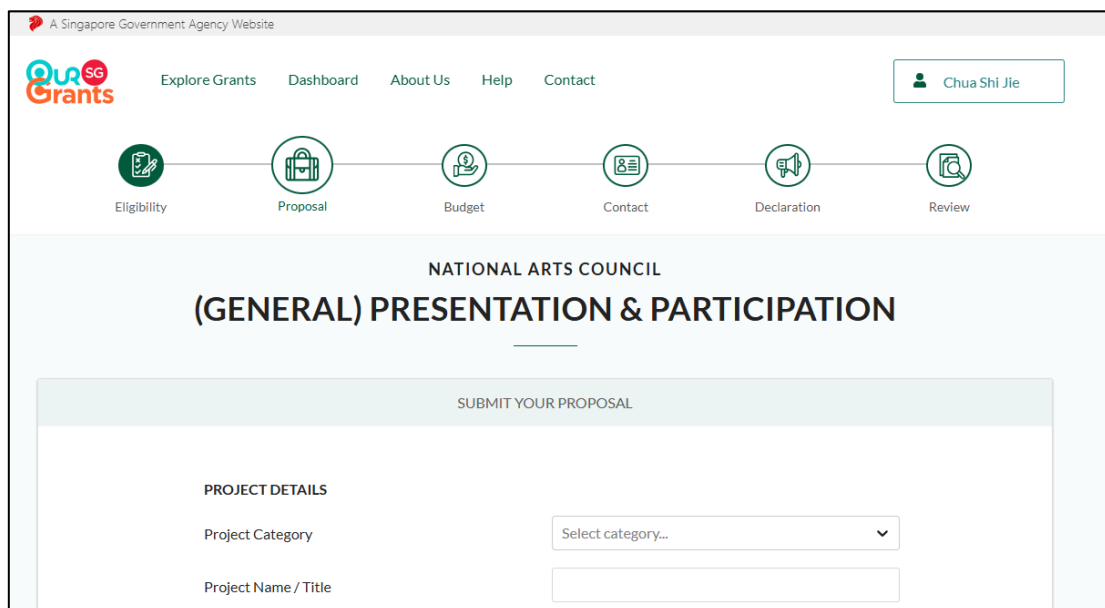 A Singapore Government Agency Website
OUR SG
Grants
Explore Grants Dashboard About Us Help Contact
Chua Shi Jie
Eligibility Proposal Budget Contact Declaration Review
NATIONAL ARTS COUNCIL
(GENERAL) PRESENTATION & PARTICIPATION
SUBMIT YOUR PROPOSAL
PROJECT DETAILS
Project Category Select category...
Project Name / Title